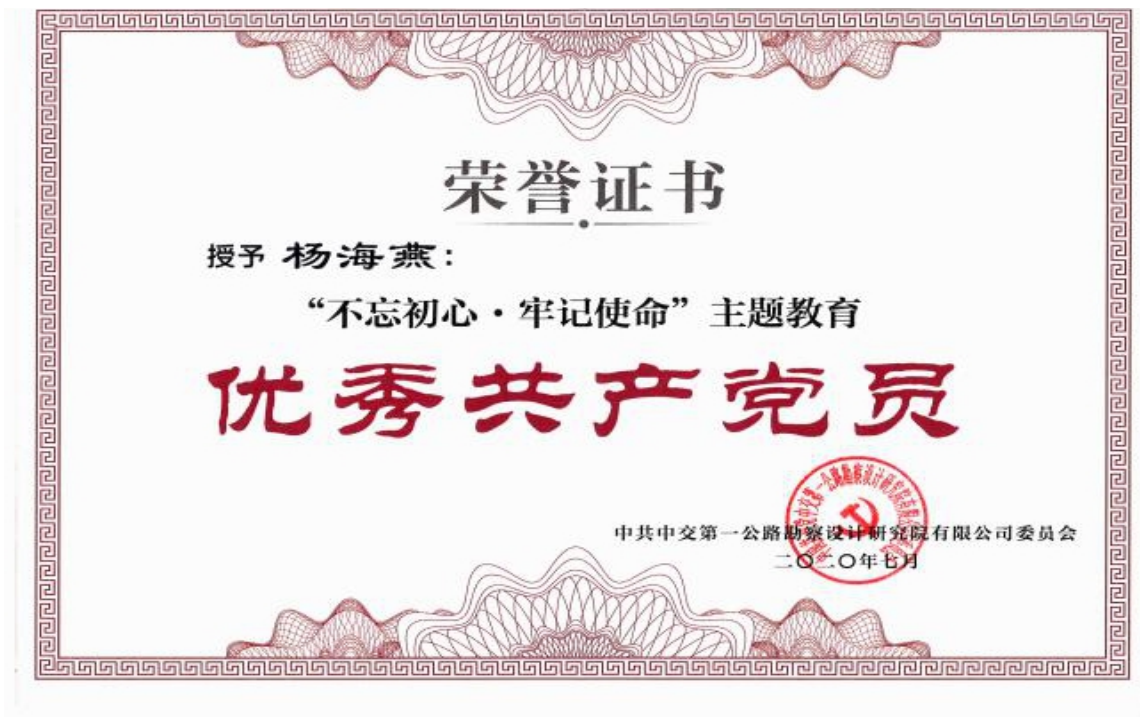 荣誉证书
授予 杨海燕：
“不忘初心·牢记使命”主题教育
优秀共产党员
中共中交第一公路勘察设计研究院有限公司委员会
二〇二〇年七月